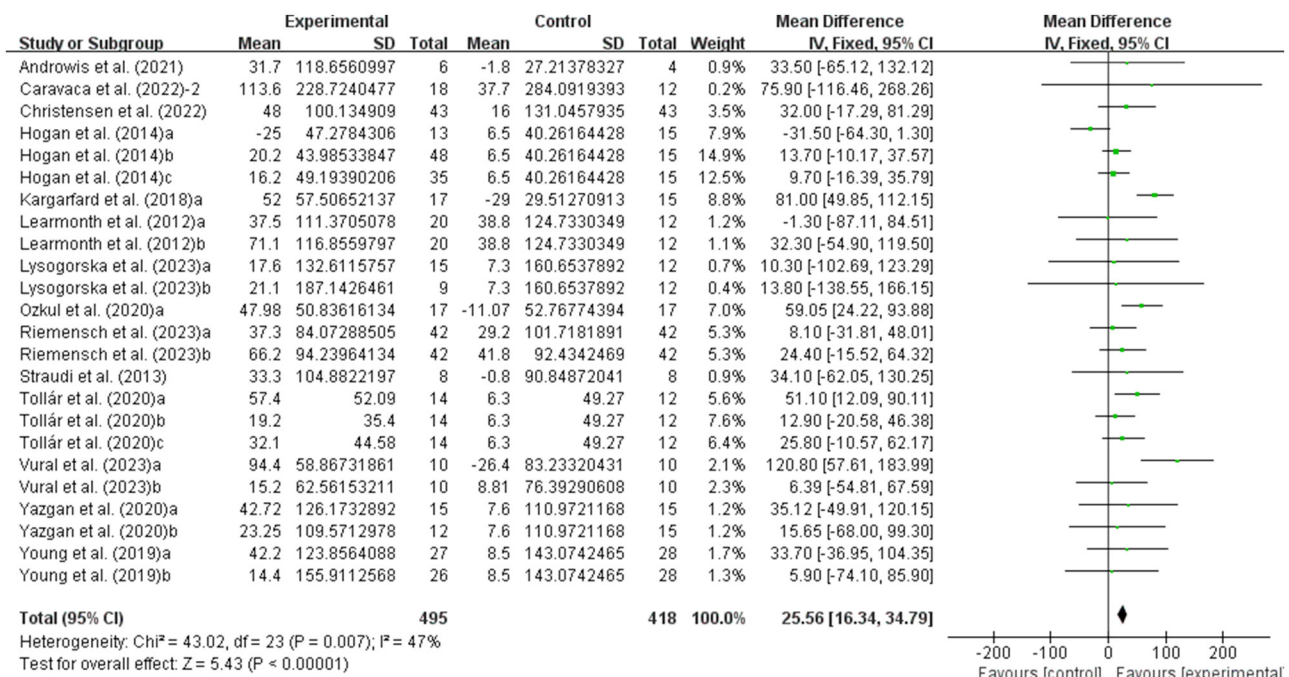 Experimental Control Mean Difference Mean Difference
Study or Subgroup Mean SD Total Mean SD Total Weight IV, Fixed, 95% CI IV, Fixed, 95% CI
Androwis et al. (2021) 31.7 118.6560997 6 -1.8 27.21378327 4 0.9% 33.50 [-65.12, 132.12]
Caravaca et al. (2022)-2 113.6 228.7240477 18 37.7 284.0919393 12 0.2% 75.90 [-116.46, 268.26]
Christensen et al. (2022) 48 100.134909 43 16 131.0457935 43 3.5% 32.00 [-17.29, 81.29]
Hogan et al. (2014)a -25 47.2784306 13 6.5 40.26164428 15 7.9% -31.50 [-64.30, 1.30]
Hogan et al. (2014)b 20.2 43.98533847 48 6.5 40.26164428 15 14.9% 13.70 [-10.17, 37.57]
Hogan et al. (2014)c 16.2 49.19390206 35 6.5 40.26164428 15 12.5% 9.70 [-16.39, 35.79]
Kargarfard et al. (2018)a 52 57.50652137 17 -29 29.51270913 15 8.8% 81.00 [49.85, 112.15]
Learmonth et al. (2012)a 37.5 111.3705078 20 38.8 124.7330349 12 1.2% -1.30 [-87.11, 84.51]
Learmonth et al. (2012)b 71.1 116.8559797 20 38.8 124.7330349 12 1.1% 32.30 [-54.90, 119.50]
Lysogorska et al. (2023)a 17.6 132.6115757 15 7.3 160.6537892 12 0.7% 10.30 [-102.69, 123.29]
Lysogorska et al. (2023)b 21.1 187.1426461 9 7.3 160.6537892 12 0.4% 13.80 [-138.55, 166.15]
Ozkul et al. (2020)a 47.98 50.83616134 17 -11.07 52.76774394 17 7.0% 59.05 [24.22, 93.88]
Riemensch et al. (2023)a 37.3 84.07288505 42 29.2 101.7181891 42 5.3% 8.10 [-31.81, 48.01]
Riemensch et al. (2023)b 66.2 94.23964134 42 41.8 92.4342469 42 5.3% 24.40 [-15.52, 64.32]
Straudi et al. (2013) 33.3 104.8822197 8 -0.8 90.84872041 8 0.9% 34.10 [-62.05, 130.25]
Tollár et al. (2020)a 57.4 52.09 14 6.3 49.27 12 5.6% 51.10 [12.09, 90.11]
Tollár et al. (2020)b 19.2 35.4 14 6.3 49.27 12 7.6% 12.90 [-20.58, 46.38]
Tollár et al. (2020)c 32.1 44.58 14 6.3 49.27 12 6.4% 25.80 [-10.57, 62.17]
Vural et al. (2023)a 94.4 58.86731861 10 -26.4 83.23320431 10 2.1% 120.80 [57.61, 183.99]
Vural et al. (2023)b 15.2 62.56153211 10 8.81 76.39290608 10 2.3% 6.39 [-54.81, 67.59]
Yazgan et al. (2020)a 42.72 126.1732892 15 7.6 110.9721168 15 1.2% 35.12 [-49.91, 120.15]
Yazgan et al. (2020)b 23.25 109.5712978 12 7.6 110.9721168 15 1.2% 15.65 [-68.00, 99.30]
Young et al. (2019)a 42.2 123.8564088 27 8.5 143.0742465 28 1.7% 33.70 [-36.95, 104.35]
Young et al. (2019)b 14.4 155.9112568 26 8.5 143.0742465 28 1.3% 5.90 [-74.10, 85.90]
Total (95% CI) 495 418 100.0% 25.56 [16.34, 34.79]
Heterogeneity: Chi² = 43.02, df = 23 (P = 0.007); I² = 47%
Test for overall effect: Z = 5.43 (P < 0.00001)
-200 -100 0 100 200
Favours [control] Favours [experimental]